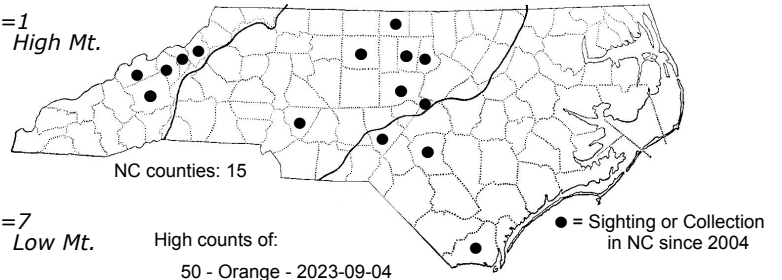 =1
High Mt.
NC counties: 15
=7
Low Mt.
High counts of:
50 - Orange - 2023-09-04
● = Sighting or Collection
in NC since 2004